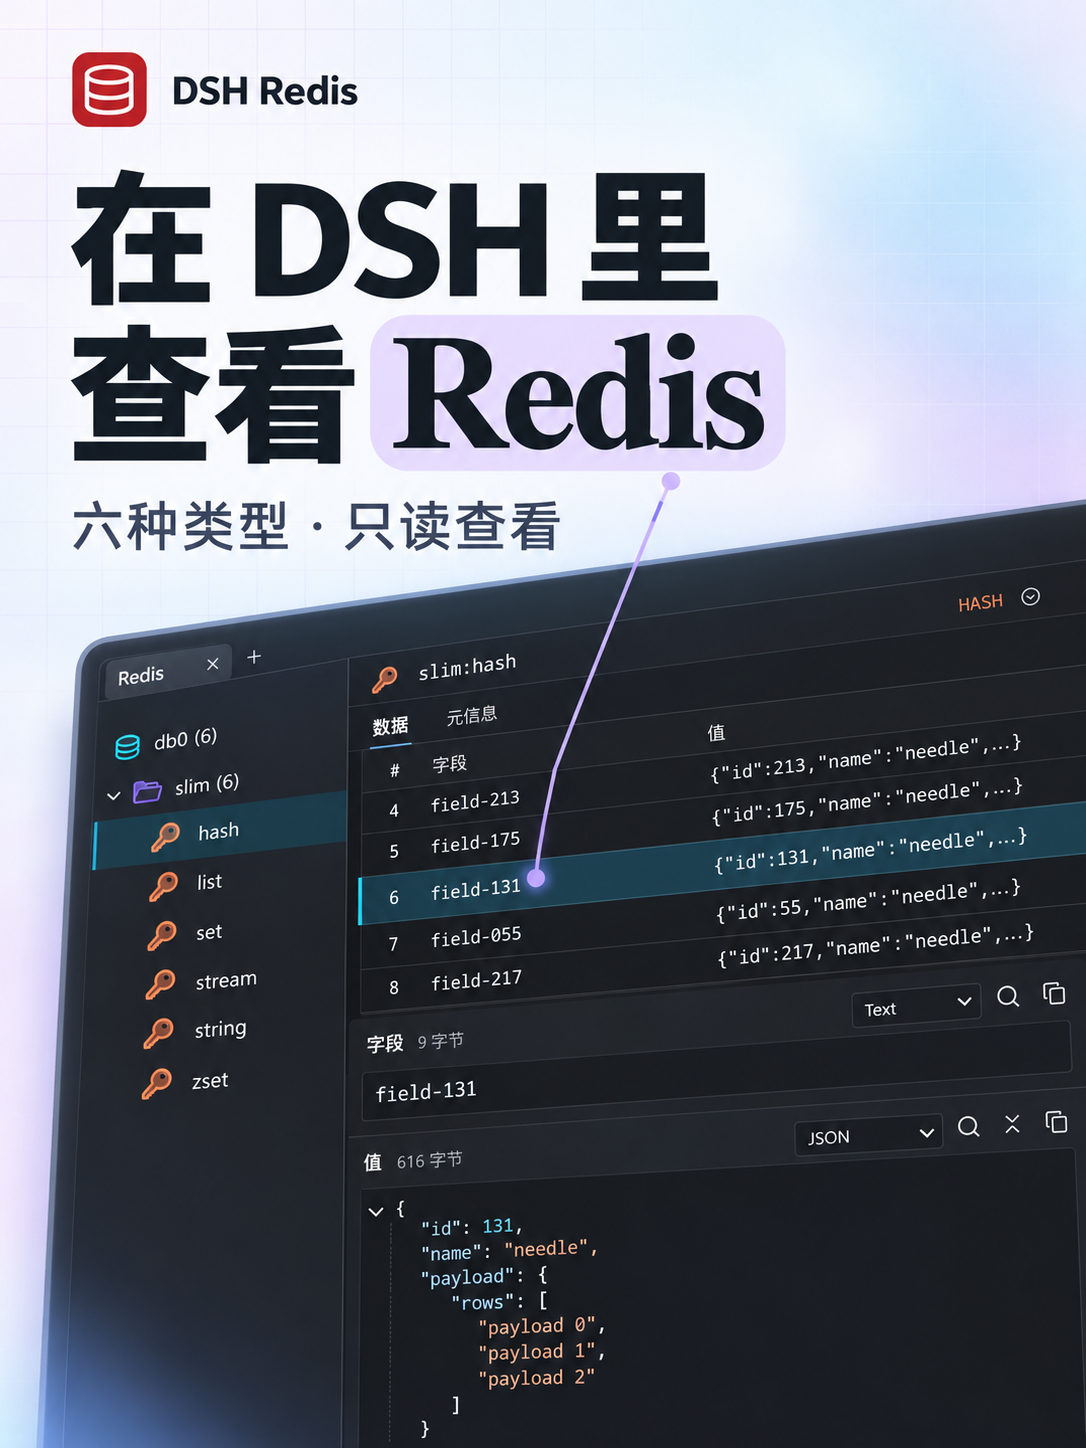 DSH Redis
在 DSH 里
查看 Redis
六种类型 · 只读查看
Redis
HASH
slim:hash
db0 (6)
slim (6)
hash
list
set
stream
string
zset
数据 元信息
# 字段 值
4 field-213 {"id":213,"name":"needle",...}
5 field-175 {"id":175,"name":"needle",...}
6 field-131 {"id":131,"name":"needle",...}
7 field-055 {"id":55,"name":"needle",...}
8 field-217 {"id":217,"name":"needle",...}
字段 9 字节 Text
field-131
值 616 字节 JSON
{
"id": 131,
"name": "needle",
"payload": {
"rows": [
"payload 0",
"payload 1",
"payload 2"
]
}